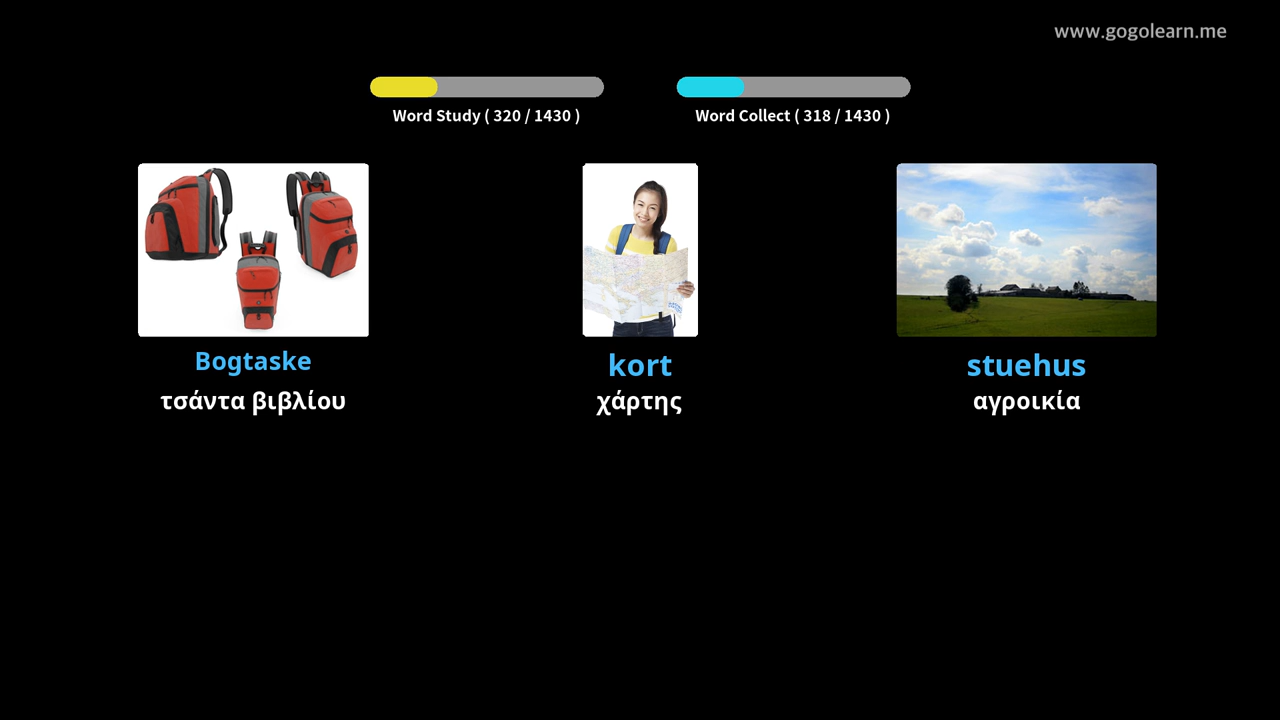 www.gogolearn.me
Word Study ( 320 / 1430 )
Word Collect ( 318 / 1430 )
Bogtaske
kort
stuehus
τσάντα βιβλίου
χάρτης
αγροικία